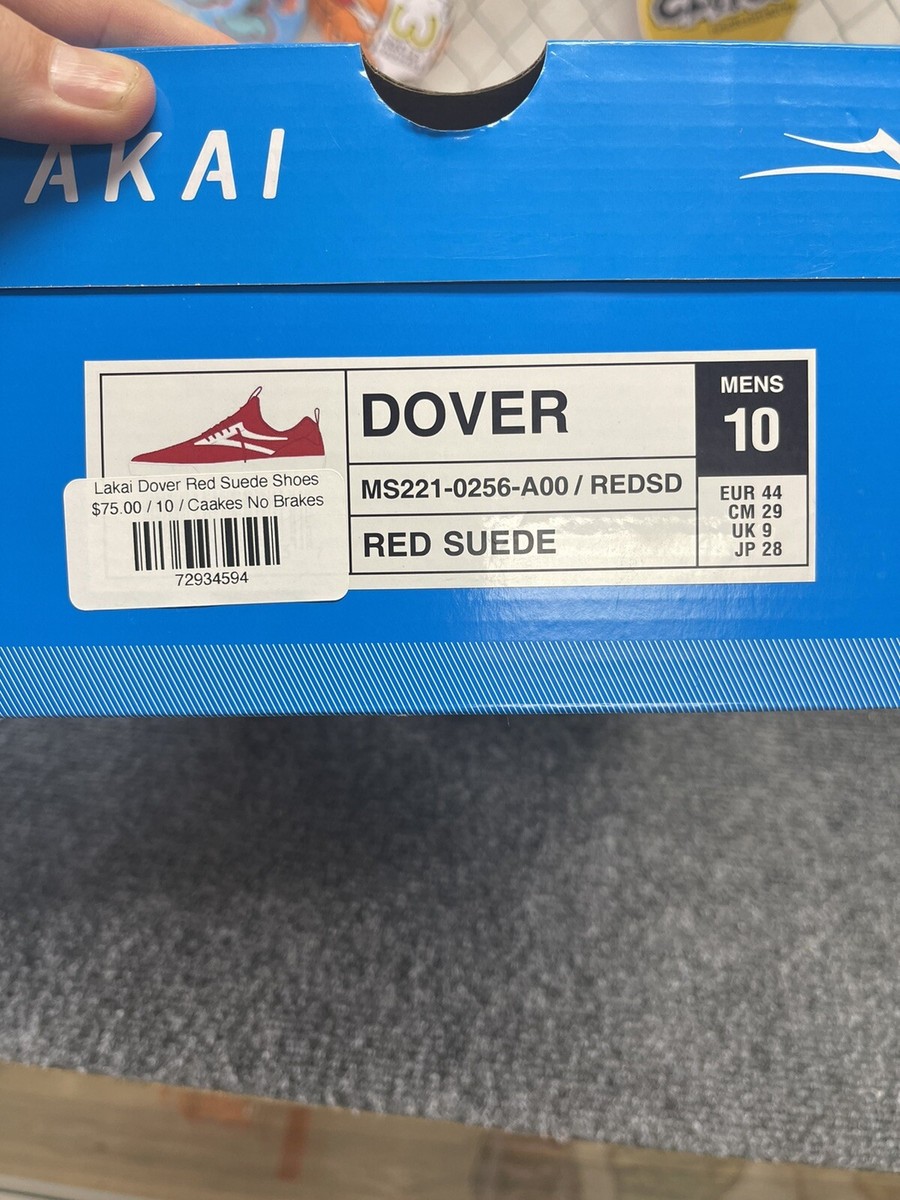 AKAI
DOVER
MENS
10
MS221-0256-A00 / REDSD
RED SUEDE
EUR 44
CM 29
UK 9
JP 28
Lakai Dover Red Suede Shoes
$75.00 / 10 / Caakes No Brakes
72934594